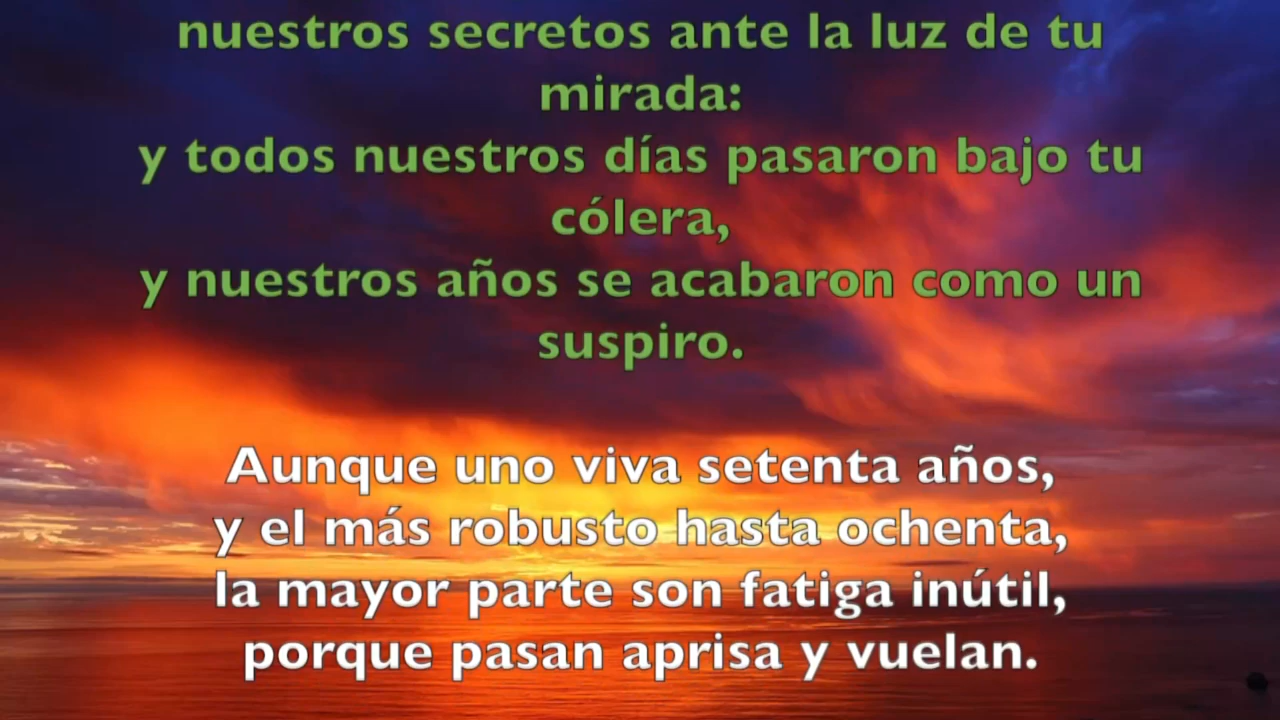 nuestros secretos ante la luz de tu
mirada:
y todos nuestros días pasaron bajo tu
cólera,
y nuestros años se acabaron como un
suspiro.
Aunque uno viva setenta años,
y el más robusto hasta ochenta,
la mayor parte son fatiga inútil,
porque pasan aprisa y vuelan.